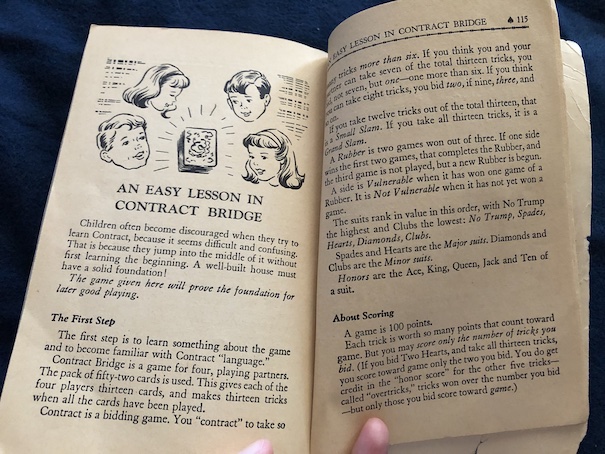 AN EASY LESSON IN
CONTRACT BRIDGE
Children often become discouraged when they try to
learn Contract, because it seems difficult and confusing.
That is because they jump into the middle of it without
first learning the beginning. A well-built house must
have a solid foundation!
The game given here will prove the foundation for
later good playing.
The First Step
The first step is to learn something about the game
and to become familiar with Contract “language.”
Contract Bridge is a game for four, playing partners.
The pack of fifty-two cards is used. This gives each of the
four players thirteen cards, and makes thirteen tricks
when all the cards have been played.
Contract is a bidding game. You “contract” to take so
EASY LESSON IN CONTRACT BRIDGE ♠ 115
tricks more than six. If you think you and your
can take seven of the total thirteen tricks, you
not seven, but one—one more than six. If you think
can take eight tricks, you bid two, if nine, three, and
on.
If you take twelve tricks out of the total thirteen, that
is a Small Slam. If you take all thirteen tricks, it is a
Grand Slam.
A Rubber is two games won out of three. If one side
wins the first two games, that completes the Rubber, and
the third game is not played, but a new Rubber is begun.
A side is Vulnerable when it has won one game of a
Rubber. It is Not Vulnerable when it has not yet won a
game.
The suits rank in value in this order, with No Trump
the highest and Clubs the lowest: No Trump, Spades,
Hearts, Diamonds, Clubs.
Spades and Hearts are the Major suits. Diamonds and
Clubs are the Minor suits.
Honors are the Ace, King, Queen, Jack and Ten of
a suit.
About Scoring
A game is 100 points.
Each trick is worth so many points that count toward
game. But you may score only the number of tricks you
bid. (If you bid Two Hearts, and take all thirteen tricks,
you score toward game only the two you bid. You do get
credit in the “honor score” for the other five tricks—
called “overtricks,” tricks won over the number you bid
—but only those you bid score toward game.)